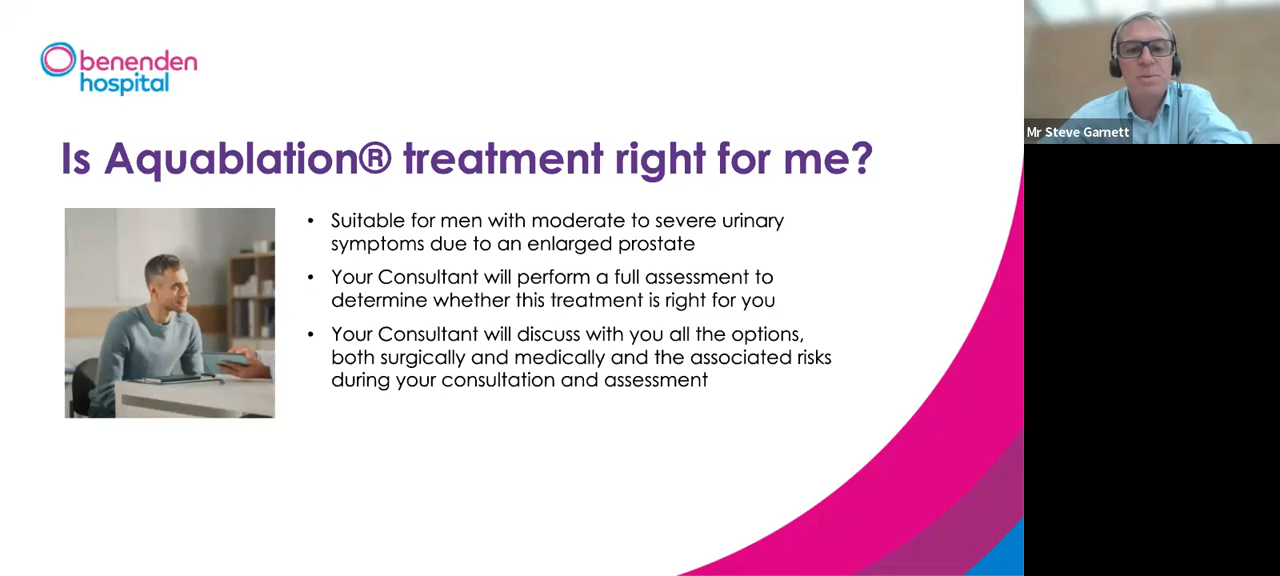 benenden
hospital
Mr Steve Garnett
Is Aquablation® treatment right for me?
• Suitable for men with moderate to severe urinary
symptoms due to an enlarged prostate
• Your Consultant will perform a full assessment to
determine whether this treatment is right for you
• Your Consultant will discuss with you all the options,
both surgically and medically and the associated risks
during your consultation and assessment